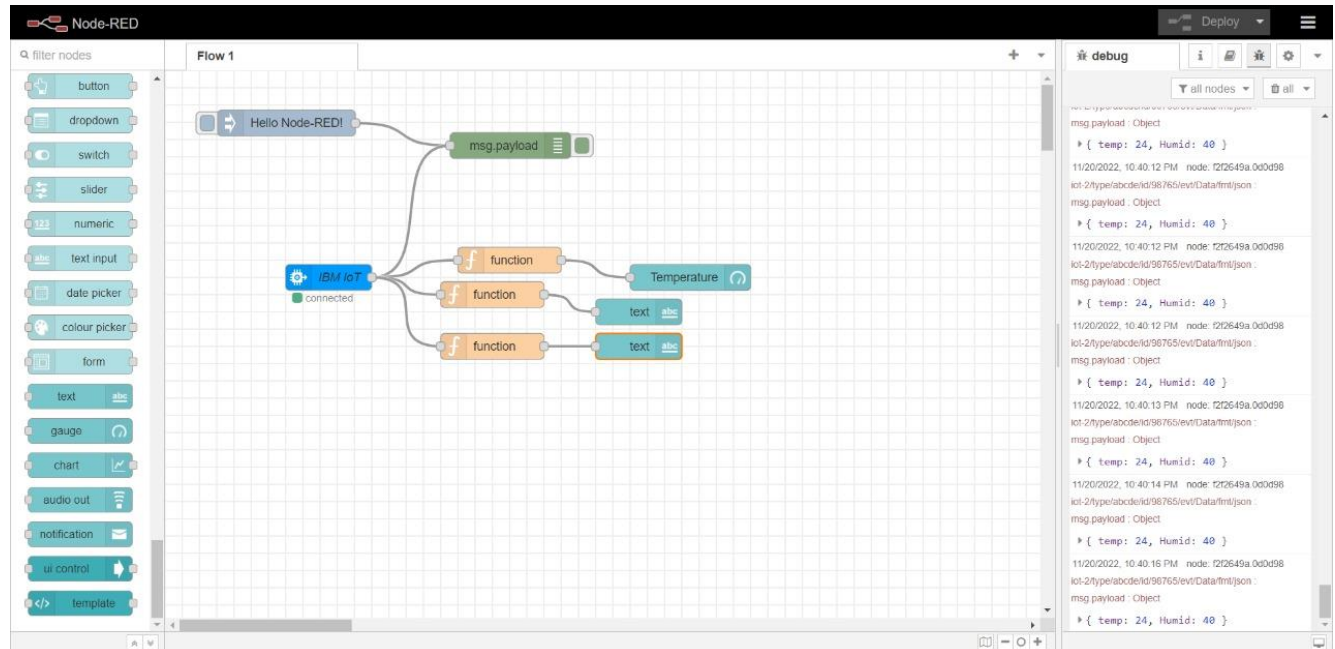 Node-RED
Deploy
filter nodes
button
dropdown
switch
slider
123 numeric
abc text input
date picker
colour picker
form
text abc
gauge
chart
audio out
notification
ui control
</> template
Flow 1
Hello Node-RED!
msg.payload
IBM IoT
connected
f function
f function
f function
Temperature
text abc
text abc
debug
i
all nodes
all
msg.payload : Object
{ temp: 24, Humid: 40 }
11/20/2022, 10:40:12 PM node: f2f2649a.0d0d98
iot-2/type/abcde/id/98765/evt/Data/fmt/json :
msg.payload : Object
{ temp: 24, Humid: 40 }
11/20/2022, 10:40:12 PM node: f2f2649a.0d0d98
iot-2/type/abcde/id/98765/evt/Data/fmt/json :
msg.payload : Object
{ temp: 24, Humid: 40 }
11/20/2022, 10:40:12 PM node: f2f2649a.0d0d98
iot-2/type/abcde/id/98765/evt/Data/fmt/json :
msg.payload : Object
{ temp: 24, Humid: 40 }
11/20/2022, 10:40:13 PM node: f2f2649a.0d0d98
iot-2/type/abcde/id/98765/evt/Data/fmt/json :
msg.payload : Object
{ temp: 24, Humid: 40 }
11/20/2022, 10:40:14 PM node: f2f2649a.0d0d98
iot-2/type/abcde/id/98765/evt/Data/fmt/json :
msg.payload : Object
{ temp: 24, Humid: 40 }
11/20/2022, 10:40:16 PM node: f2f2649a.0d0d98
iot-2/type/abcde/id/98765/evt/Data/fmt/json :
msg.payload : Object
{ temp: 24, Humid: 40 }